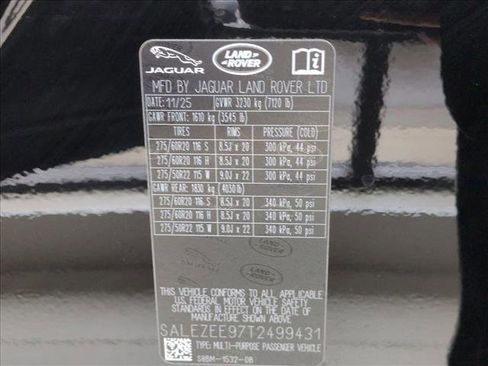 JAGUAR LAND ROVER
MFD BY JAGUAR LAND ROVER LTD
DATE: 11/25 GVWR 3230 kg (7120 lb)
GAWR FRONT: 1610 kg (3545 lb)
TIRES RIMS PRESSURE (COLD)
275/60R20 116 S 8.5J x 20 300 kPa, 44 psi
275/60R20 116 H 8.5J x 20 300 kPa, 44 psi
275/50R22 115 W 9.0J x 22 300 kPa, 44 psi
GAWR REAR: 1830 kg (4030lb)
275/60R20 116 S 8.5J x 20 340 kPa, 50 psi
275/60R20 116 H 8.5J x 20 340 kPa, 50 psi
275/50R22 115 W 9.0J x 22 340 kPa, 50 psi
THIS VEHICLE CONFORMS TO ALL APPLICABLE
U.S. FEDERAL MOTOR VEHICLE SAFETY
STANDARDS IN EFFECT ON THE DATE OF
MANUFACTURE SHOWN ABOVE.
SALEZEE97T2499431
TYPE: MULTI-PURPOSE PASSENGER VEHICLE
S8BM-1532-DB